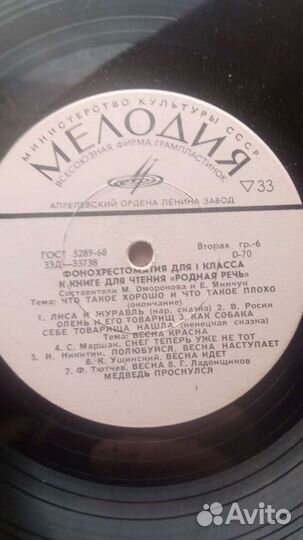 МИНИСТЕРСТВО КУЛЬТУРЫ СССР
МЕЛОДИЯ
ВСЕСОЮЗНАЯ ФИРМА ГРАМПЛАСТИНОК
▽33
АПРЕЛЕВСКИЙ ОРДЕНА ЛЕНИНА ЗАВОД
ГОСТ 5289-68 Вторая гр.-6
33Д—33738 0-70
ФОНОХРЕСТОМАТИЯ ДЛЯ I КЛАССА
К КНИГЕ ДЛЯ ЧТЕНИЯ «РОДНАЯ РЕЧЬ»
Составители М. Оморокова и Е. Минчук
Тема: ЧТО ТАКОЕ ХОРОШО И ЧТО ТАКОЕ ПЛОХО
(окончание)
1. ЛИСА И ЖУРАВЛЬ (нар. сказка) 2. В. Росин
ОЛЕНЬ И ЕГО ТОВАРИЩ 3. КАК СОБАКА
СЕБЕ ТОВАРИЩА НАШЛА (ненецкая сказка)
Тема: ВЕСНА КРАСНА
4. С. Маршак. СНЕГ ТЕПЕРЬ УЖЕ НЕ ТОТ
5. И. Никитин. ПОЛЮБУЙСЯ, ВЕСНА НАСТУПАЕТ
6. К. Ушинский. ВЕСНА ИДЕТ
7. Ф. Тютчев. ВЕСНА 8. Г. Ладонщиков
МЕДВЕДЬ ПРОСНУЛСЯ
Avito